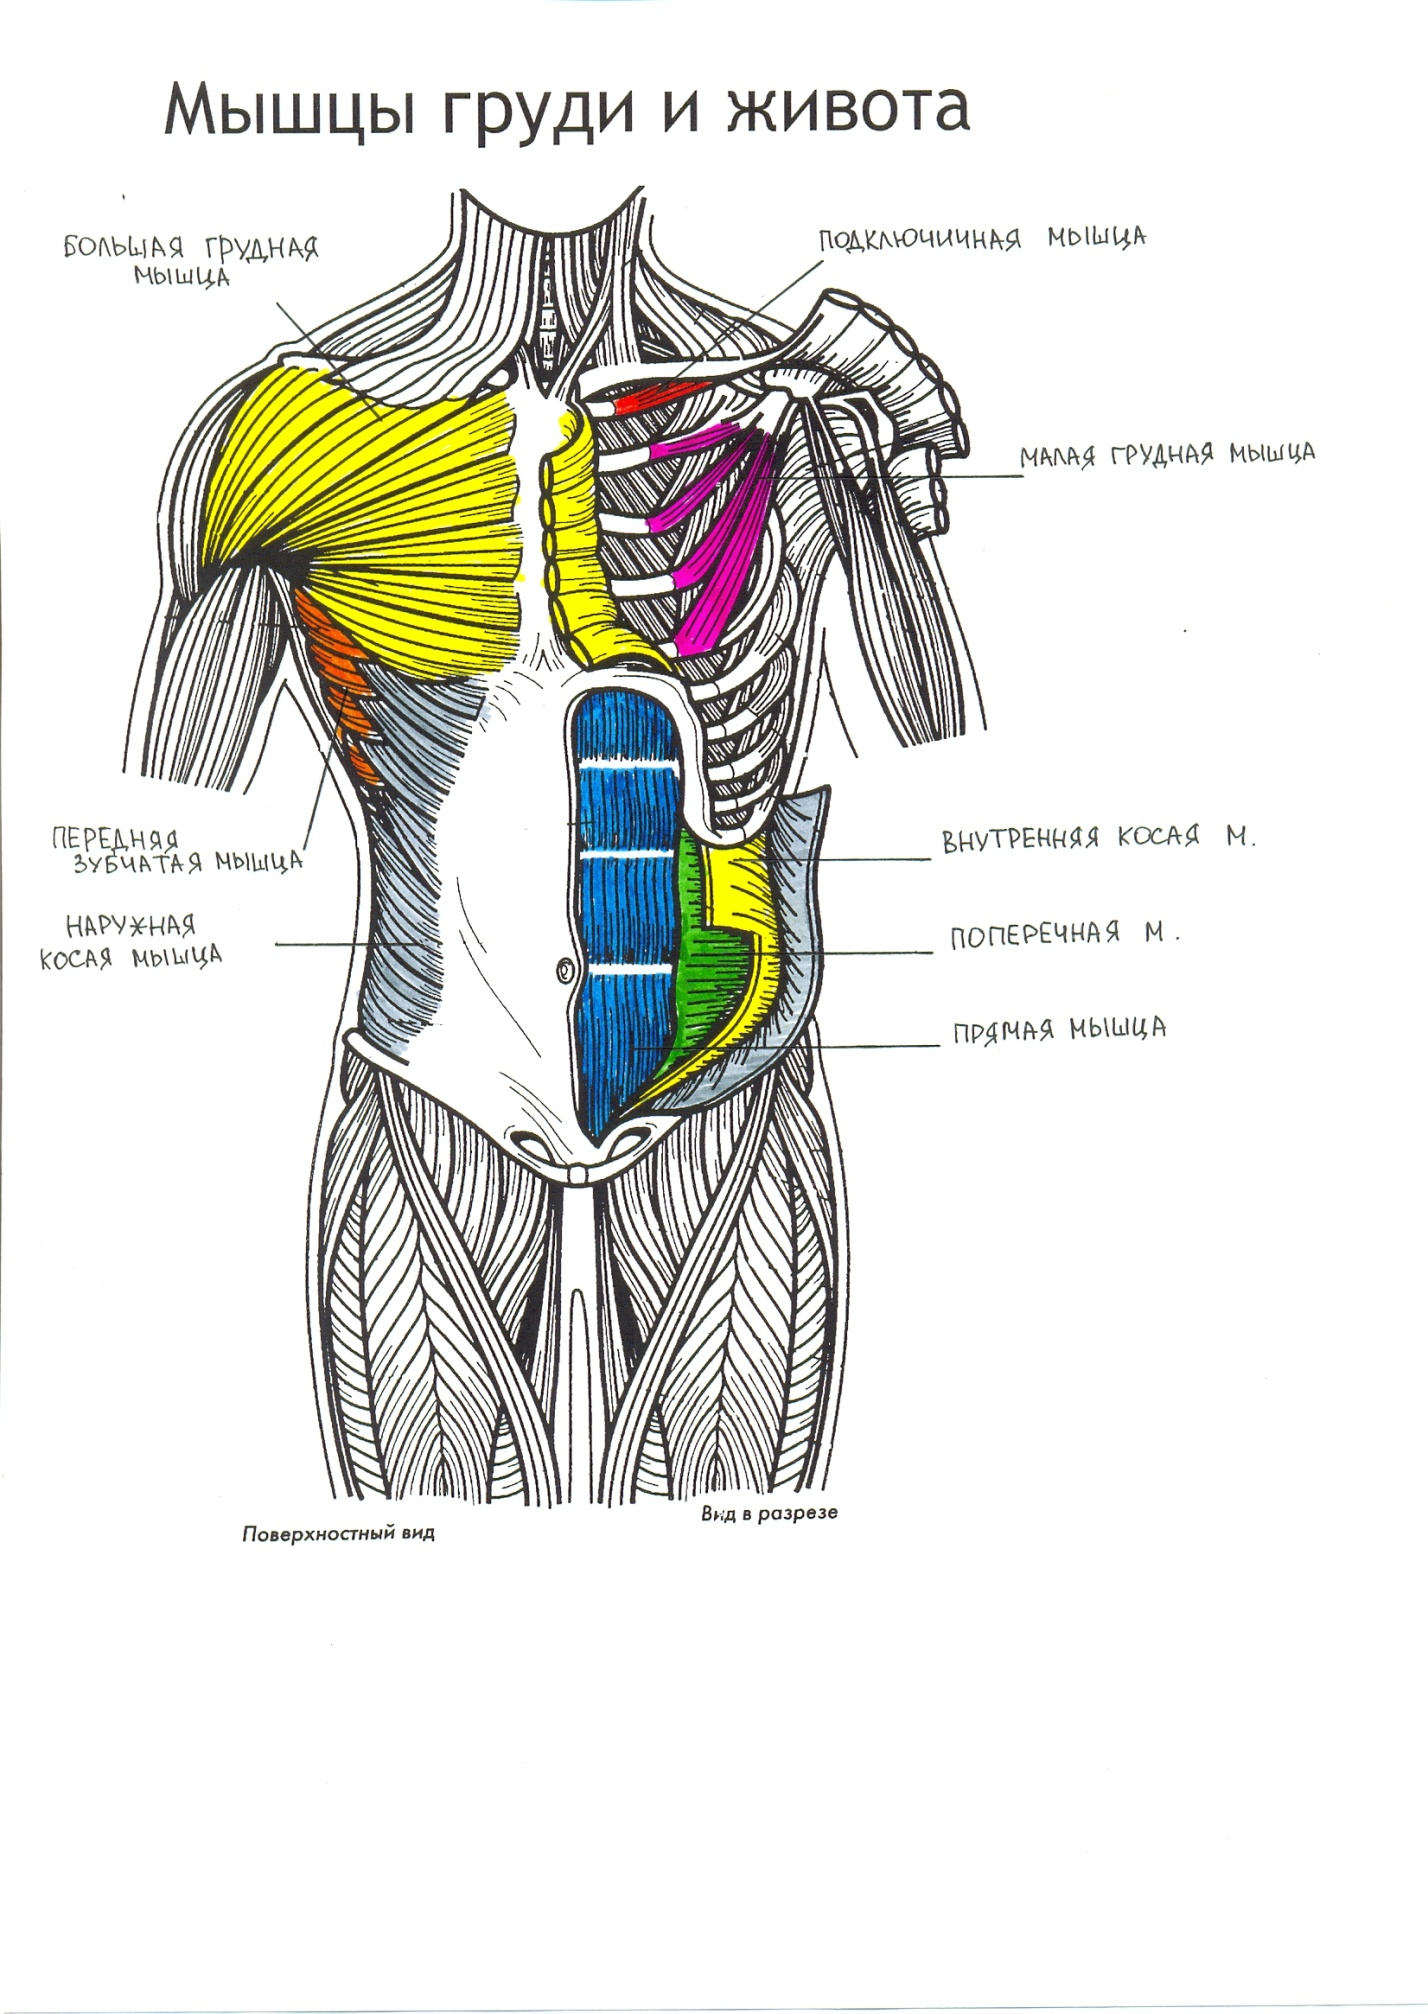 Мышцы груди и живота
БОЛЬШАЯ ГРУДНАЯ
МЫШЦА
ПОДКЛЮЧИЧНАЯ МЫШЦА
МАЛАЯ ГРУДНАЯ МЫШЦА
ПЕРЕДНЯЯ
ЗУБЧАТАЯ МЫШЦА
ВНУТРЕННЯЯ КОСАЯ М.
НАРУЖНАЯ
КОСАЯ МЫШЦА
ПОПЕРЕЧНАЯ М.
ПРЯМАЯ МЫШЦА
Поверхностный вид
Вид в разрезе